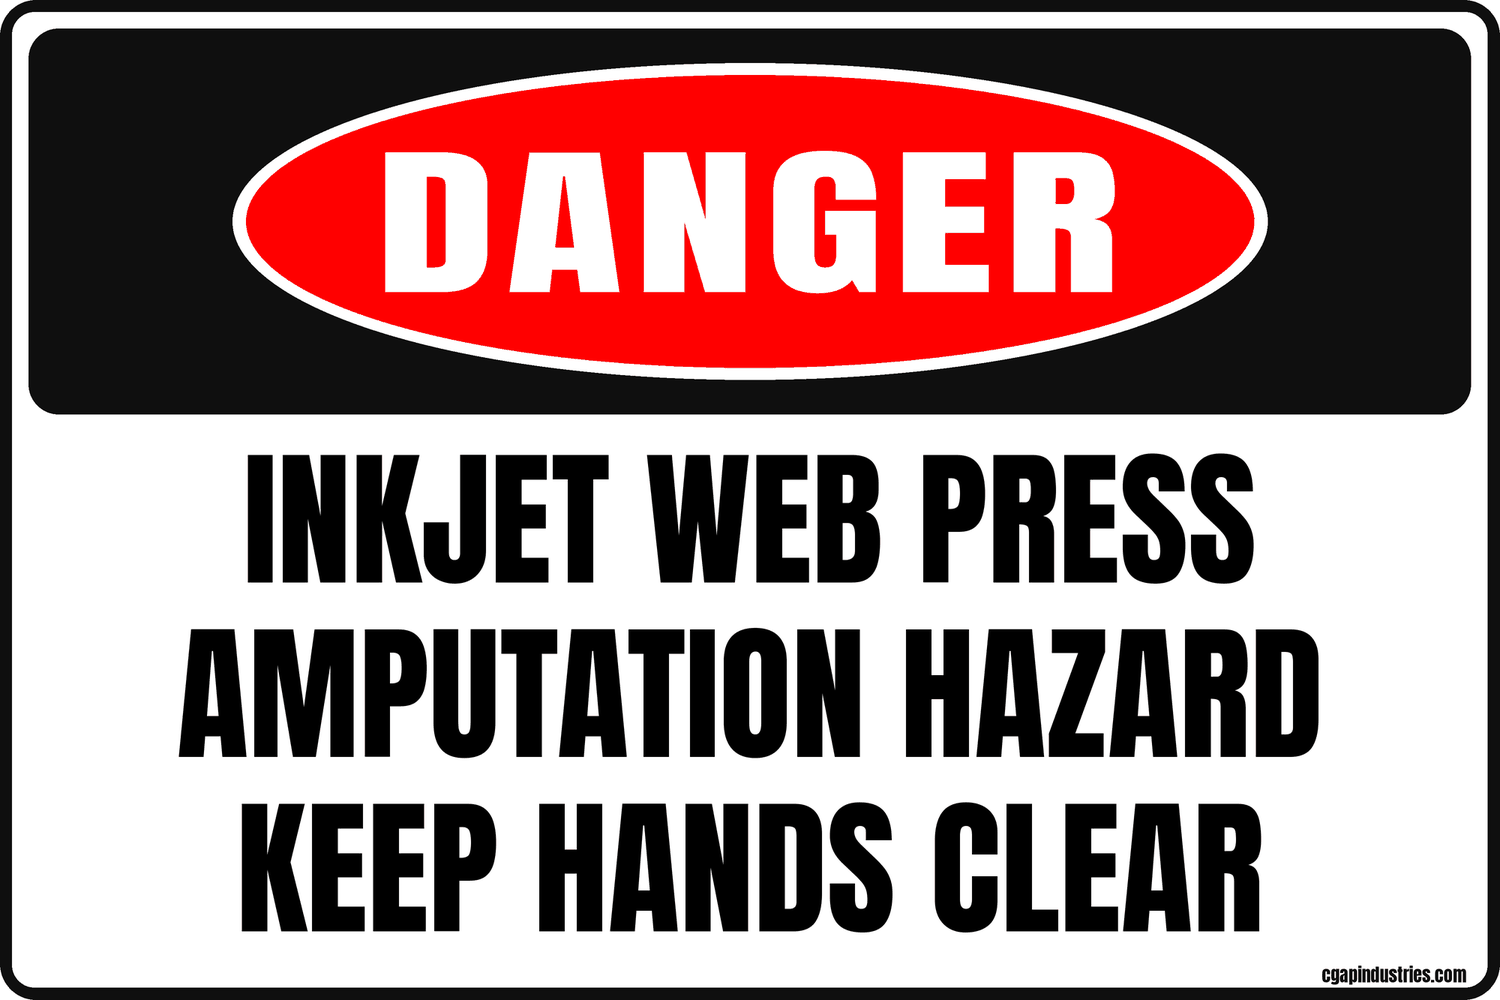 DANGER
INKJET WEB PRESS
AMPUTATION HAZARD
KEEP HANDS CLEAR
cgapindustries.com